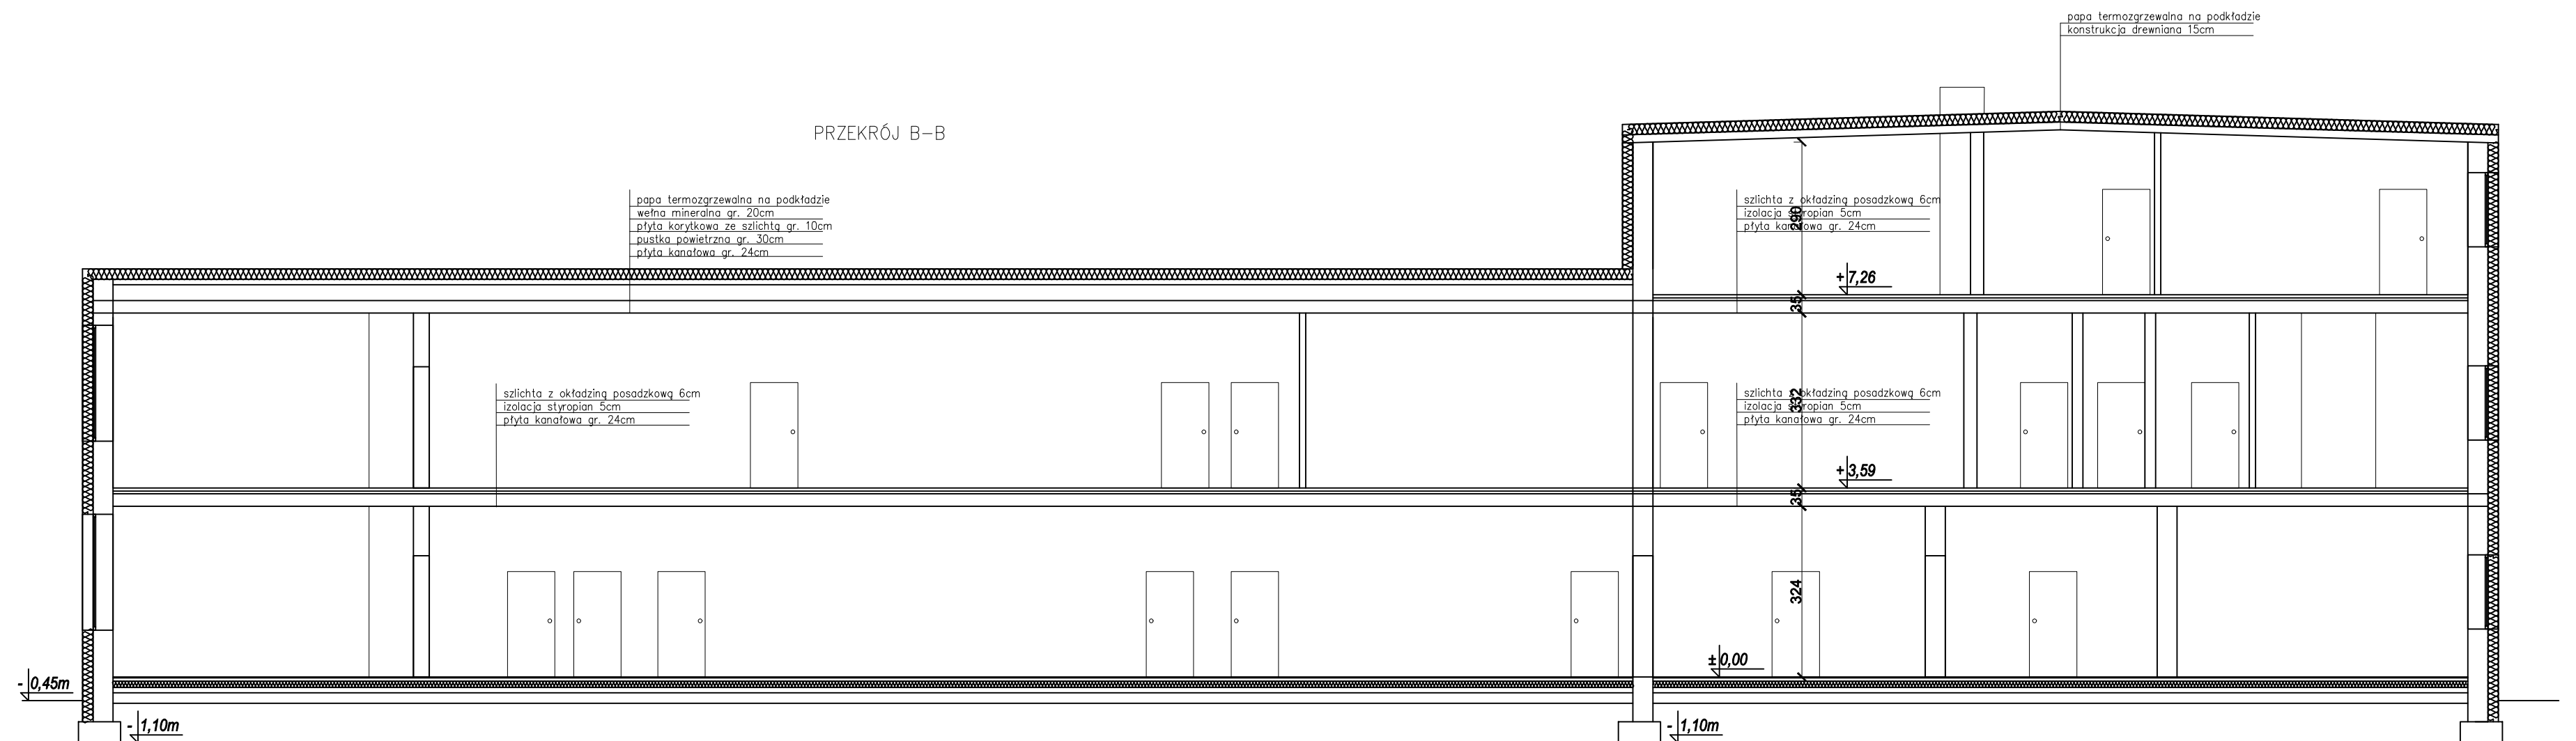 papa termozgrzewalna na podkładzie
konstrukcja drewniana 15cm
PRZEKRÓJ B-B
papa termozgrzewalna na podkładzie
wełna mineralna gr. 20cm
płyta korytkowa ze szlichtą gr. 10cm
pustka powietrzna gr. 30cm
płyta kanałowa gr. 24cm
szlichta z okładziną posadzkową 6cm
izolacja styropian 5cm
płyta kanałowa gr. 24cm
290
+7,26
35
szlichta z okładziną posadzkową 6cm
izolacja styropian 5cm
płyta kanałowa gr. 24cm
szlichta z okładziną posadzkową 6cm
izolacja styropian 5cm
płyta kanałowa gr. 24cm
332
+3,59
35
324
±0,00
-0,45m
-1,10m
-1,10m